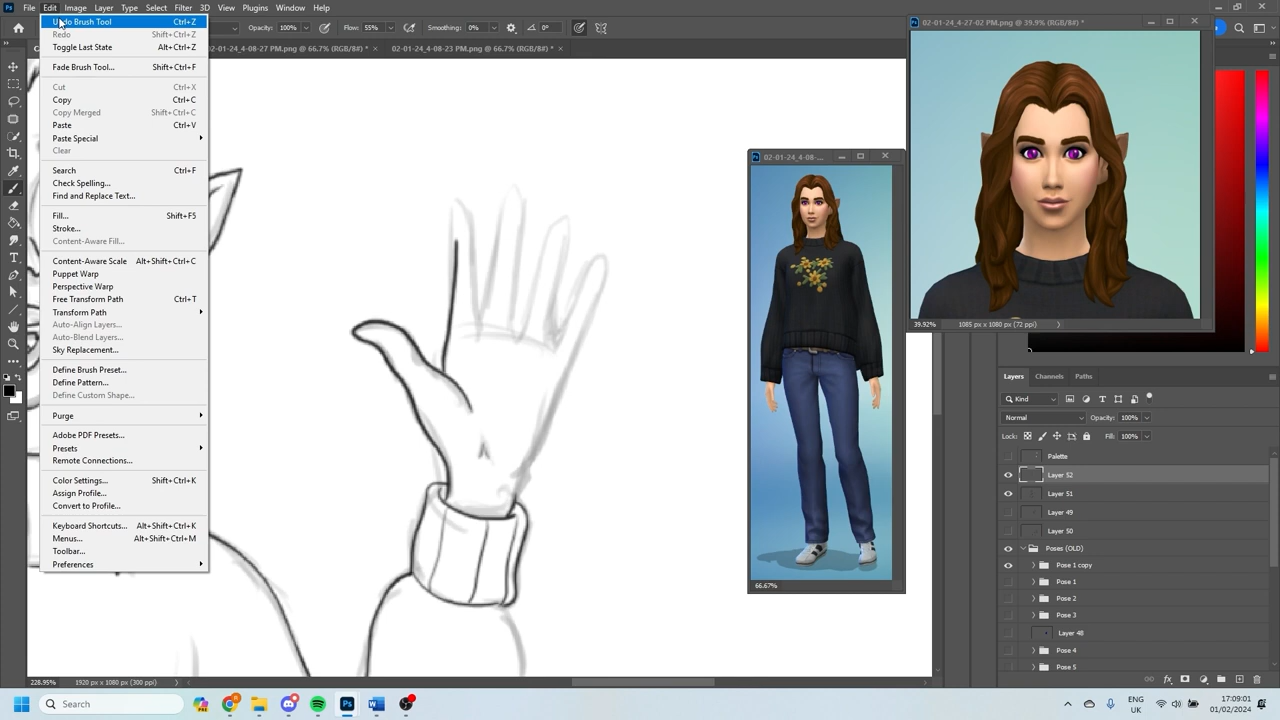 File Edit Image Layer Type Select Filter 3D View Plugins Window Help
Opacity: 100% Flow: 55% Smoothing: 0% 0°
02-01-24_4-08-27 PM.png @ 66.7% (RGB/8#) * × 02-01-24_4-08-23 PM.png @ 66.7% (RGB/8#) * ×
Undo Brush Tool Ctrl+Z
Redo Shift+Ctrl+Z
Toggle Last State Alt+Ctrl+Z
Fade Brush Tool... Shift+Ctrl+F
Cut Ctrl+X
Copy Ctrl+C
Copy Merged Shift+Ctrl+C
Paste Ctrl+V
Paste Special
Clear
Search Ctrl+F
Check Spelling...
Find and Replace Text...
Fill... Shift+F5
Stroke...
Content-Aware Fill...
Content-Aware Scale Alt+Shift+Ctrl+C
Puppet Warp
Perspective Warp
Free Transform Path Ctrl+T
Transform Path
Auto-Align Layers...
Auto-Blend Layers...
Sky Replacement...
Define Brush Preset...
Define Pattern...
Define Custom Shape...
Purge
Adobe PDF Presets...
Presets
Remote Connections...
Color Settings... Shift+Ctrl+K
Assign Profile...
Convert to Profile...
Keyboard Shortcuts... Alt+Shift+Ctrl+K
Menus... Alt+Shift+Ctrl+M
Toolbar...
Preferences
228.95% 1920 px x 1080 px (300 ppi)
02-01-24_4-08-...
66.67%
02-01-24_4-27-02 PM.png @ 39.9% (RGB/8#) *
39.92% 1085 px x 1080 px (72 ppi)
Layers Channels Paths
Kind
Normal Opacity: 100%
Lock: Fill: 100%
Palette
Layer 52
Layer 51
Layer 49
Layer 50
Poses (OLD)
Pose 1 copy
Pose 1
Pose 2
Pose 3
Layer 48
Pose 4
Pose 5
Search
ENG
UK
17:09:01
01/02/2024